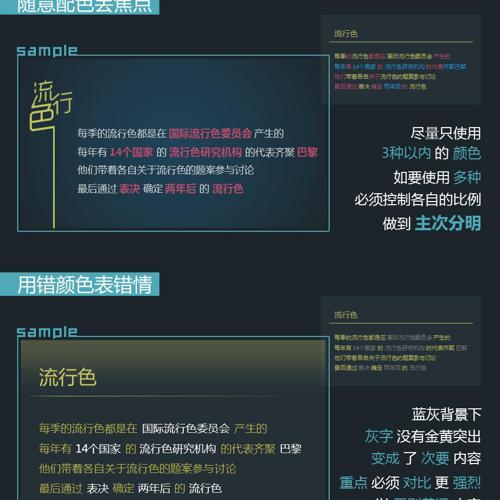 随意配色丢焦点
sample
流行色
每季的流行色都是在 国际流行色委员会 产生的
每年有 14个国家 的 流行色研究机构 的代表齐聚 巴黎
他们带着各自关于流行色的题案参与讨论
最后通过 表决 确定 两年后 的 流行色
流行色
每季的流行色都是在 国际流行色委员会 产生的
每年有 14个国家 的 流行色研究机构 的代表齐聚 巴黎
他们带着各自关于流行色的题案参与讨论
最后通过 表决 确定 两年后 的 流行色
尽量只使用
3种以内 的 颜色
如要使用 多种
必须控制各自的比例
做到 主次分明
用错颜色表错情
sample
流行色
每季的流行色都是在 国际流行色委员会 产生的
每年有 14个国家 的 流行色研究机构 的代表齐聚 巴黎
他们带着各自关于流行色的题案参与讨论
最后通过 表决 确定 两年后 的 流行色
流行色
每季的流行色都是在 国际流行色委员会 产生的
每年有 14个国家 的 流行色研究机构 的代表齐聚 巴黎
他们带着各自关于流行色的题案参与讨论
最后通过 表决 确定 两年后 的 流行色
蓝灰背景下
灰字 没有金黄突出
变成 了 次要 内容
重点 必须 对比 更 强烈